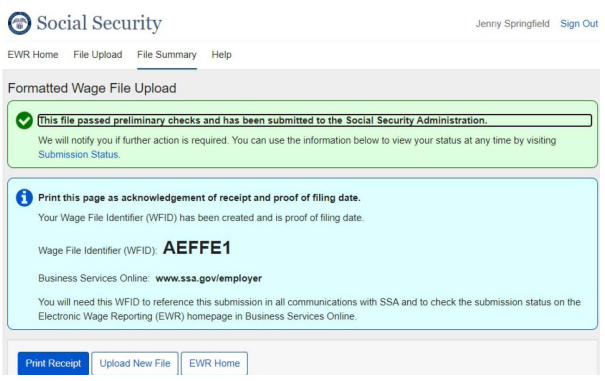 Social Security
Jenny Springfield Sign Out
EWR Home File Upload File Summary Help
Formatted Wage File Upload
This file passed preliminary checks and has been submitted to the Social Security Administration.
We will notify you if further action is required. You can use the information below to view your status at any time by visiting
Submission Status.
Print this page as acknowledgement of receipt and proof of filing date.
Your Wage File Identifier (WFID) has been created and is proof of filing date.
Wage File Identifier (WFID): AEFFE1
Business Services Online: www.ssa.gov/employer
You will need this WFID to reference this submission in all communications with SSA and to check the submission status on the
Electronic Wage Reporting (EWR) homepage in Business Services Online.
Print Receipt Upload New File EWR Home